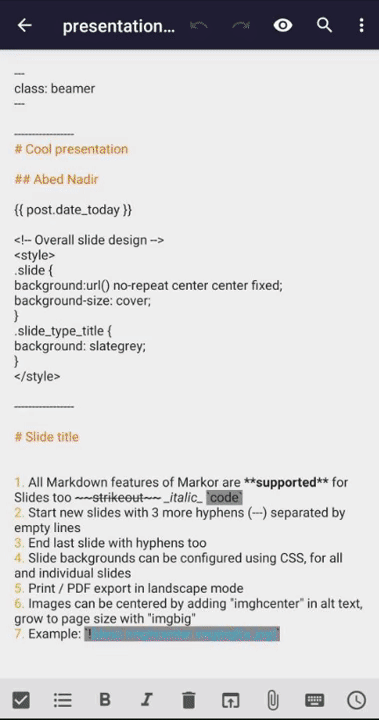 presentation...
---
class: beamer
---
-----------------
# Cool presentation
## Abed Nadir
{{ post.date_today }}
<!-- Overall slide design -->
<style>
.slide {
background:url() no-repeat center center fixed;
background-size: cover;
}
.slide_type_title {
background: slategrey;
}
</style>
-----------------
# Slide title
1. All Markdown features of Markor are **supported** for
Slides too ~~strikeout~~ _italic_ `code`
2. Start new slides with 3 more hyphens (---) separated by
empty lines
3. End last slide with hyphens too
4. Slide backgrounds can be configured using CSS, for all
and individual slides
5. Print / PDF export in landscape mode
6. Images can be centered by adding "imghcenter" in alt text,
grow to page size with "imgbig"
7. Example: `!
B I